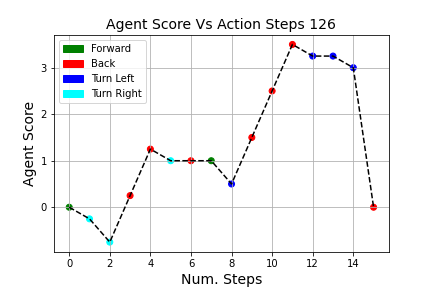 Agent Score Vs Action Steps 126
Forward
Back
Turn Left
Turn Right
Agent Score
3
2
1
0
0 2 4 6 8 10 12 14
Num. Steps